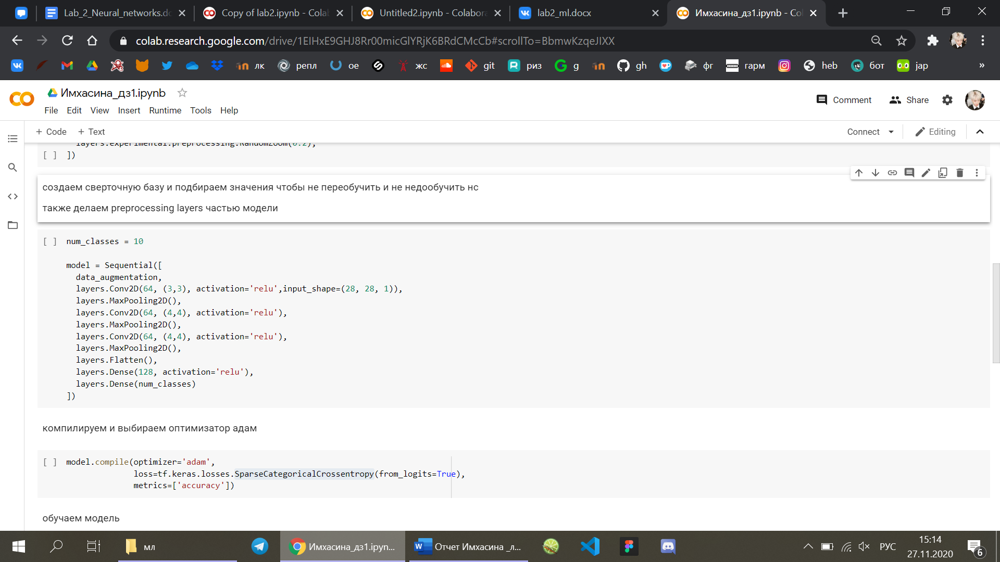 Lab_2_Neural_networks.do
Copy of lab2.ipynb - Colab
Untitled2.ipynb - Colabora
lab2_ml.docx
Имхасина_дз1.ipynb - Col
colab.research.google.com/drive/1EIHxE9GHJ8Rr00micGlYRjK6BRdCMcCb#scrollTo=BbmwKzqeJIXX
лк репл oe жс git риз g gh фг гарм heb бот jap »
Имхасина_дз1.ipynb
Comment Share
File Edit View Insert Runtime Tools Help
+ Code + Text Connect Editing
layers.experimental.preprocessing.RandomZoom(0.2),
[ ] ])
создаем сверточную базу и подбираем значения чтобы не переобучить и не недообучить нс
также делаем preprocessing layers частью модели
[ ] num_classes = 10
model = Sequential([
data_augmentation,
layers.Conv2D(64, (3,3), activation='relu',input_shape=(28, 28, 1)),
layers.MaxPooling2D(),
layers.Conv2D(64, (4,4), activation='relu'),
layers.MaxPooling2D(),
layers.Conv2D(64, (4,4), activation='relu'),
layers.MaxPooling2D(),
layers.Flatten(),
layers.Dense(128, activation='relu'),
layers.Dense(num_classes)
])
компилируем и выбираем оптимизатор адам
[ ] model.compile(optimizer='adam',
loss=tf.keras.losses.SparseCategoricalCrossentropy(from_logits=True),
metrics=['accuracy'])
обучаем модель
мл
Имхасина_дз1.ipyn...
Отчет Имхасина _л...
РУС
15:14
27.11.2020
6